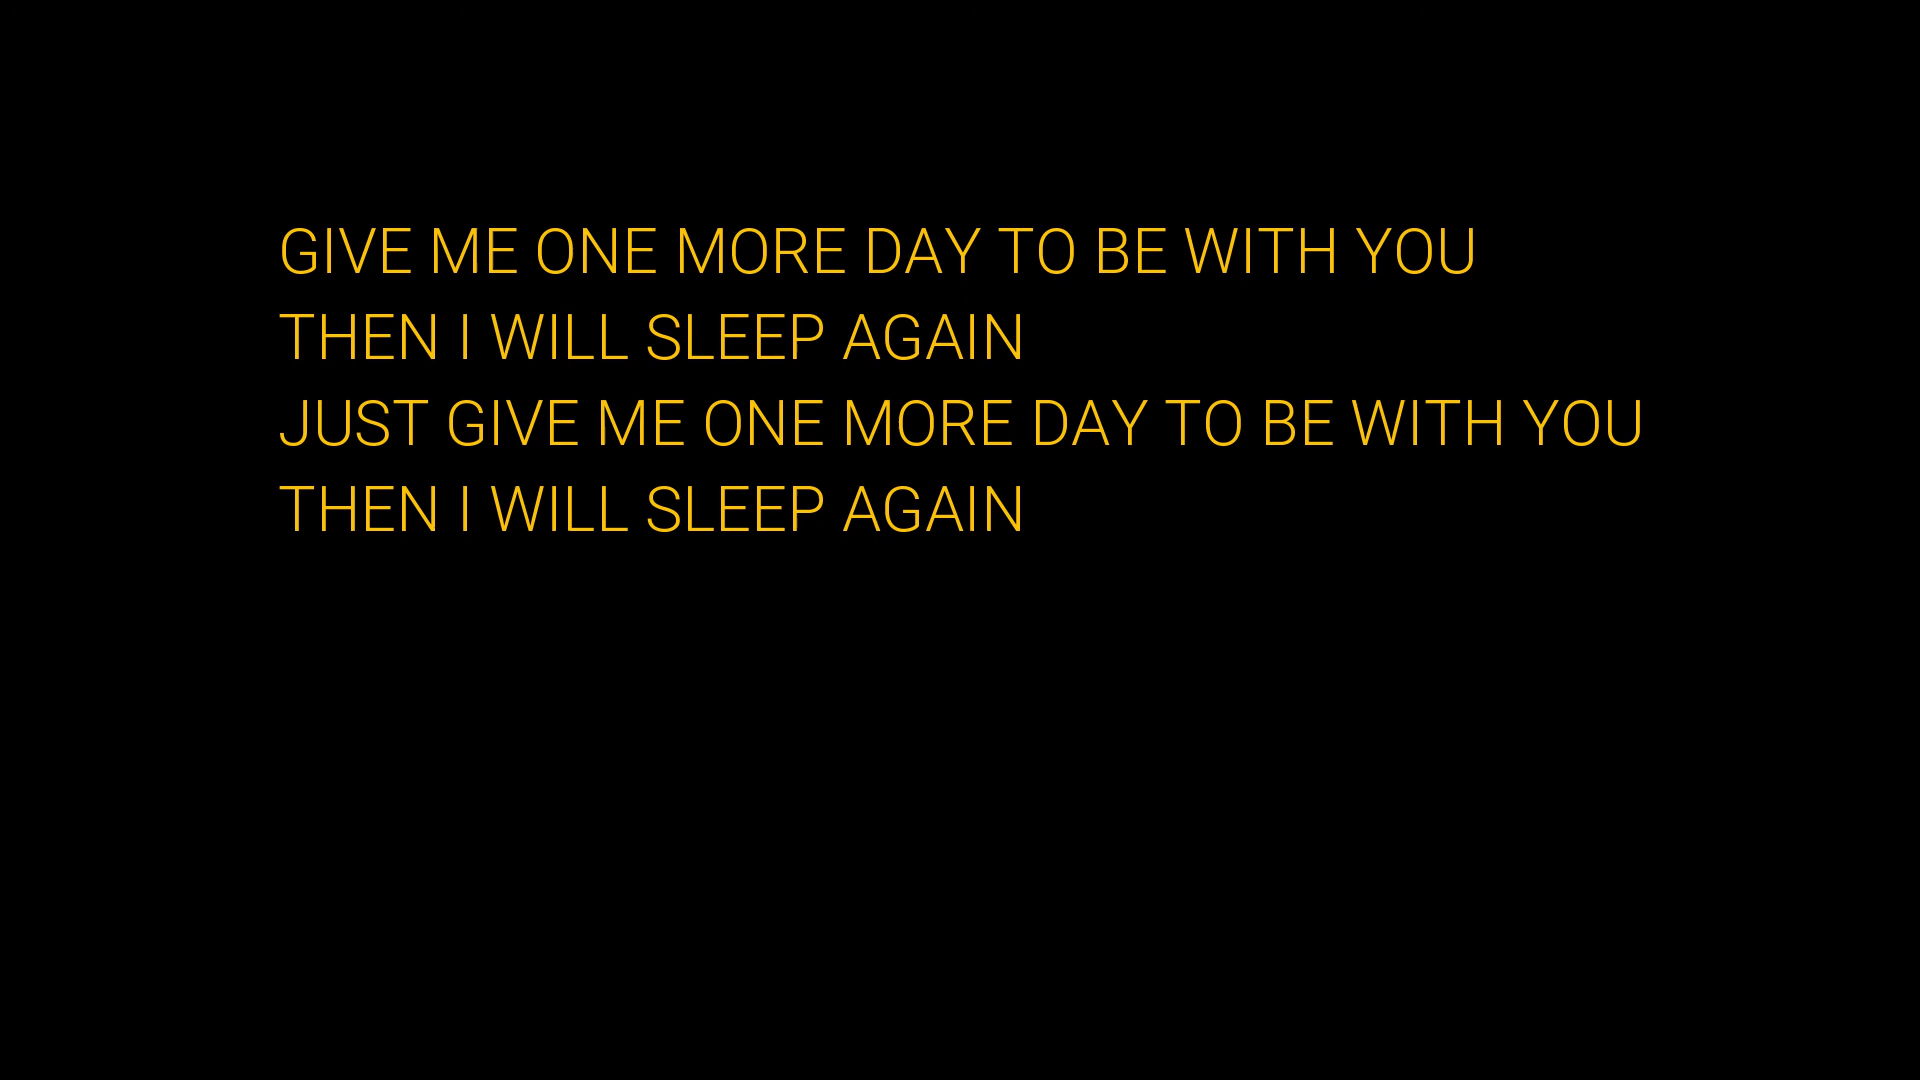 GIVE ME ONE MORE DAY TO BE WITH YOU
THEN I WILL SLEEP AGAIN
JUST GIVE ME ONE MORE DAY TO BE WITH YOU
THEN I WILL SLEEP AGAIN